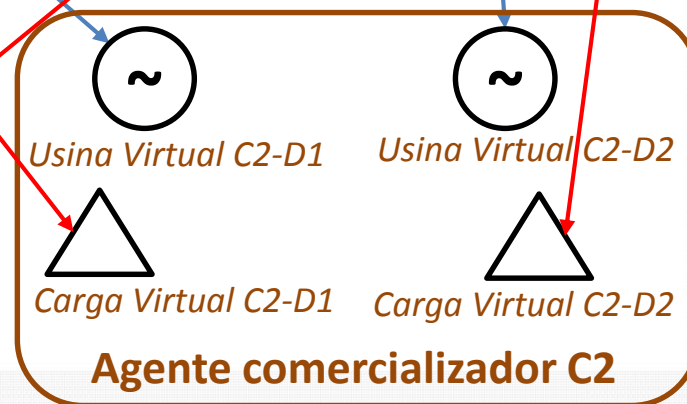 ~
~
Usina Virtual C2-D1
Usina Virtual C2-D2
Carga Virtual C2-D1
Carga Virtual C2-D2
Agente comercializador C2